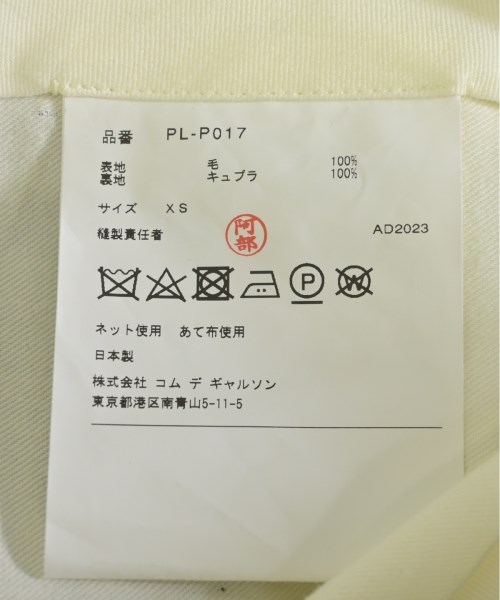 品番 PL-P017
表地 毛 100%
裏地 キュプラ 100%
サイズ XS
縫製責任者 阿部 AD2023
P W
ネット使用 あて布使用
日本製
株式会社 コム デ ギャルソン
東京都港区南青山5-11-5